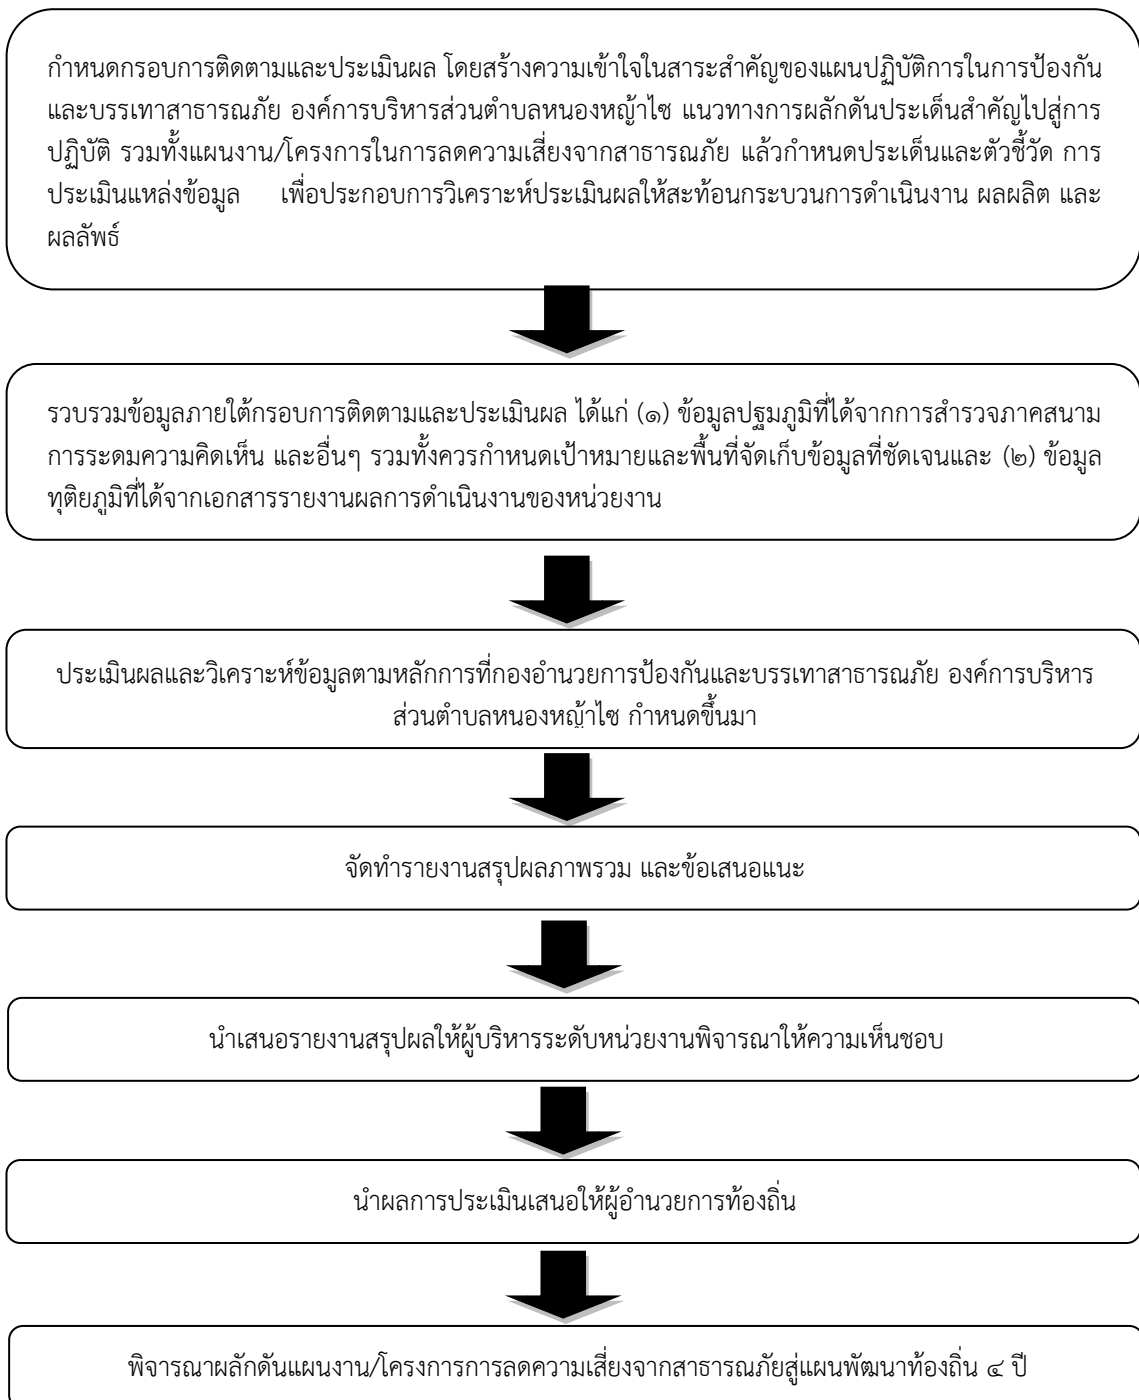 กำหนดกรอบการติดตามและประเมินผล โดยสร้างความเข้าใจในสาระสำคัญของแผนปฏิบัติการในการป้องกัน
และบรรเทาสาธารณภัย องค์การบริหารส่วนตำบลหนองหญ้าไซ แนวทางการผลักดันประเด็นสำคัญไปสู่การ
ปฏิบัติ รวมทั้งแผนงาน/โครงการในการลดความเสี่ยงจากสาธารณภัย แล้วกำหนดประเด็นและตัวชี้วัด การ
ประเมินแหล่งข้อมูล เพื่อประกอบการวิเคราะห์ประเมินผลให้สะท้อนกระบวนการดำเนินงาน ผลผลิต และ
ผลลัพธ์
รวบรวมข้อมูลภายใต้กรอบการติดตามและประเมินผล ได้แก่ (๑) ข้อมูลปฐมภูมิที่ได้จากการสำรวจภาคสนาม
การระดมความคิดเห็น และอื่นๆ รวมทั้งควรกำหนดเป้าหมายและพื้นที่จัดเก็บข้อมูลที่ชัดเจนและ (๒) ข้อมูล
ทุติยภูมิที่ได้จากเอกสารรายงานผลการดำเนินงานของหน่วยงาน
ประเมินผลและวิเคราะห์ข้อมูลตามหลักการที่กองอำนวยการป้องกันและบรรเทาสาธารณภัย องค์การบริหาร
ส่วนตำบลหนองหญ้าไซ กำหนดขึ้นมา
จัดทำรายงานสรุปผลภาพรวม และข้อเสนอแนะ
นำเสนอรายงานสรุปผลให้ผู้บริหารระดับหน่วยงานพิจารณาให้ความเห็นชอบ
นำผลการประเมินเสนอให้ผู้อำนวยการท้องถิ่น
พิจารณาผลักดันแผนงาน/โครงการการลดความเสี่ยงจากสาธารณภัยสู่แผนพัฒนาท้องถิ่น ๔ ปี